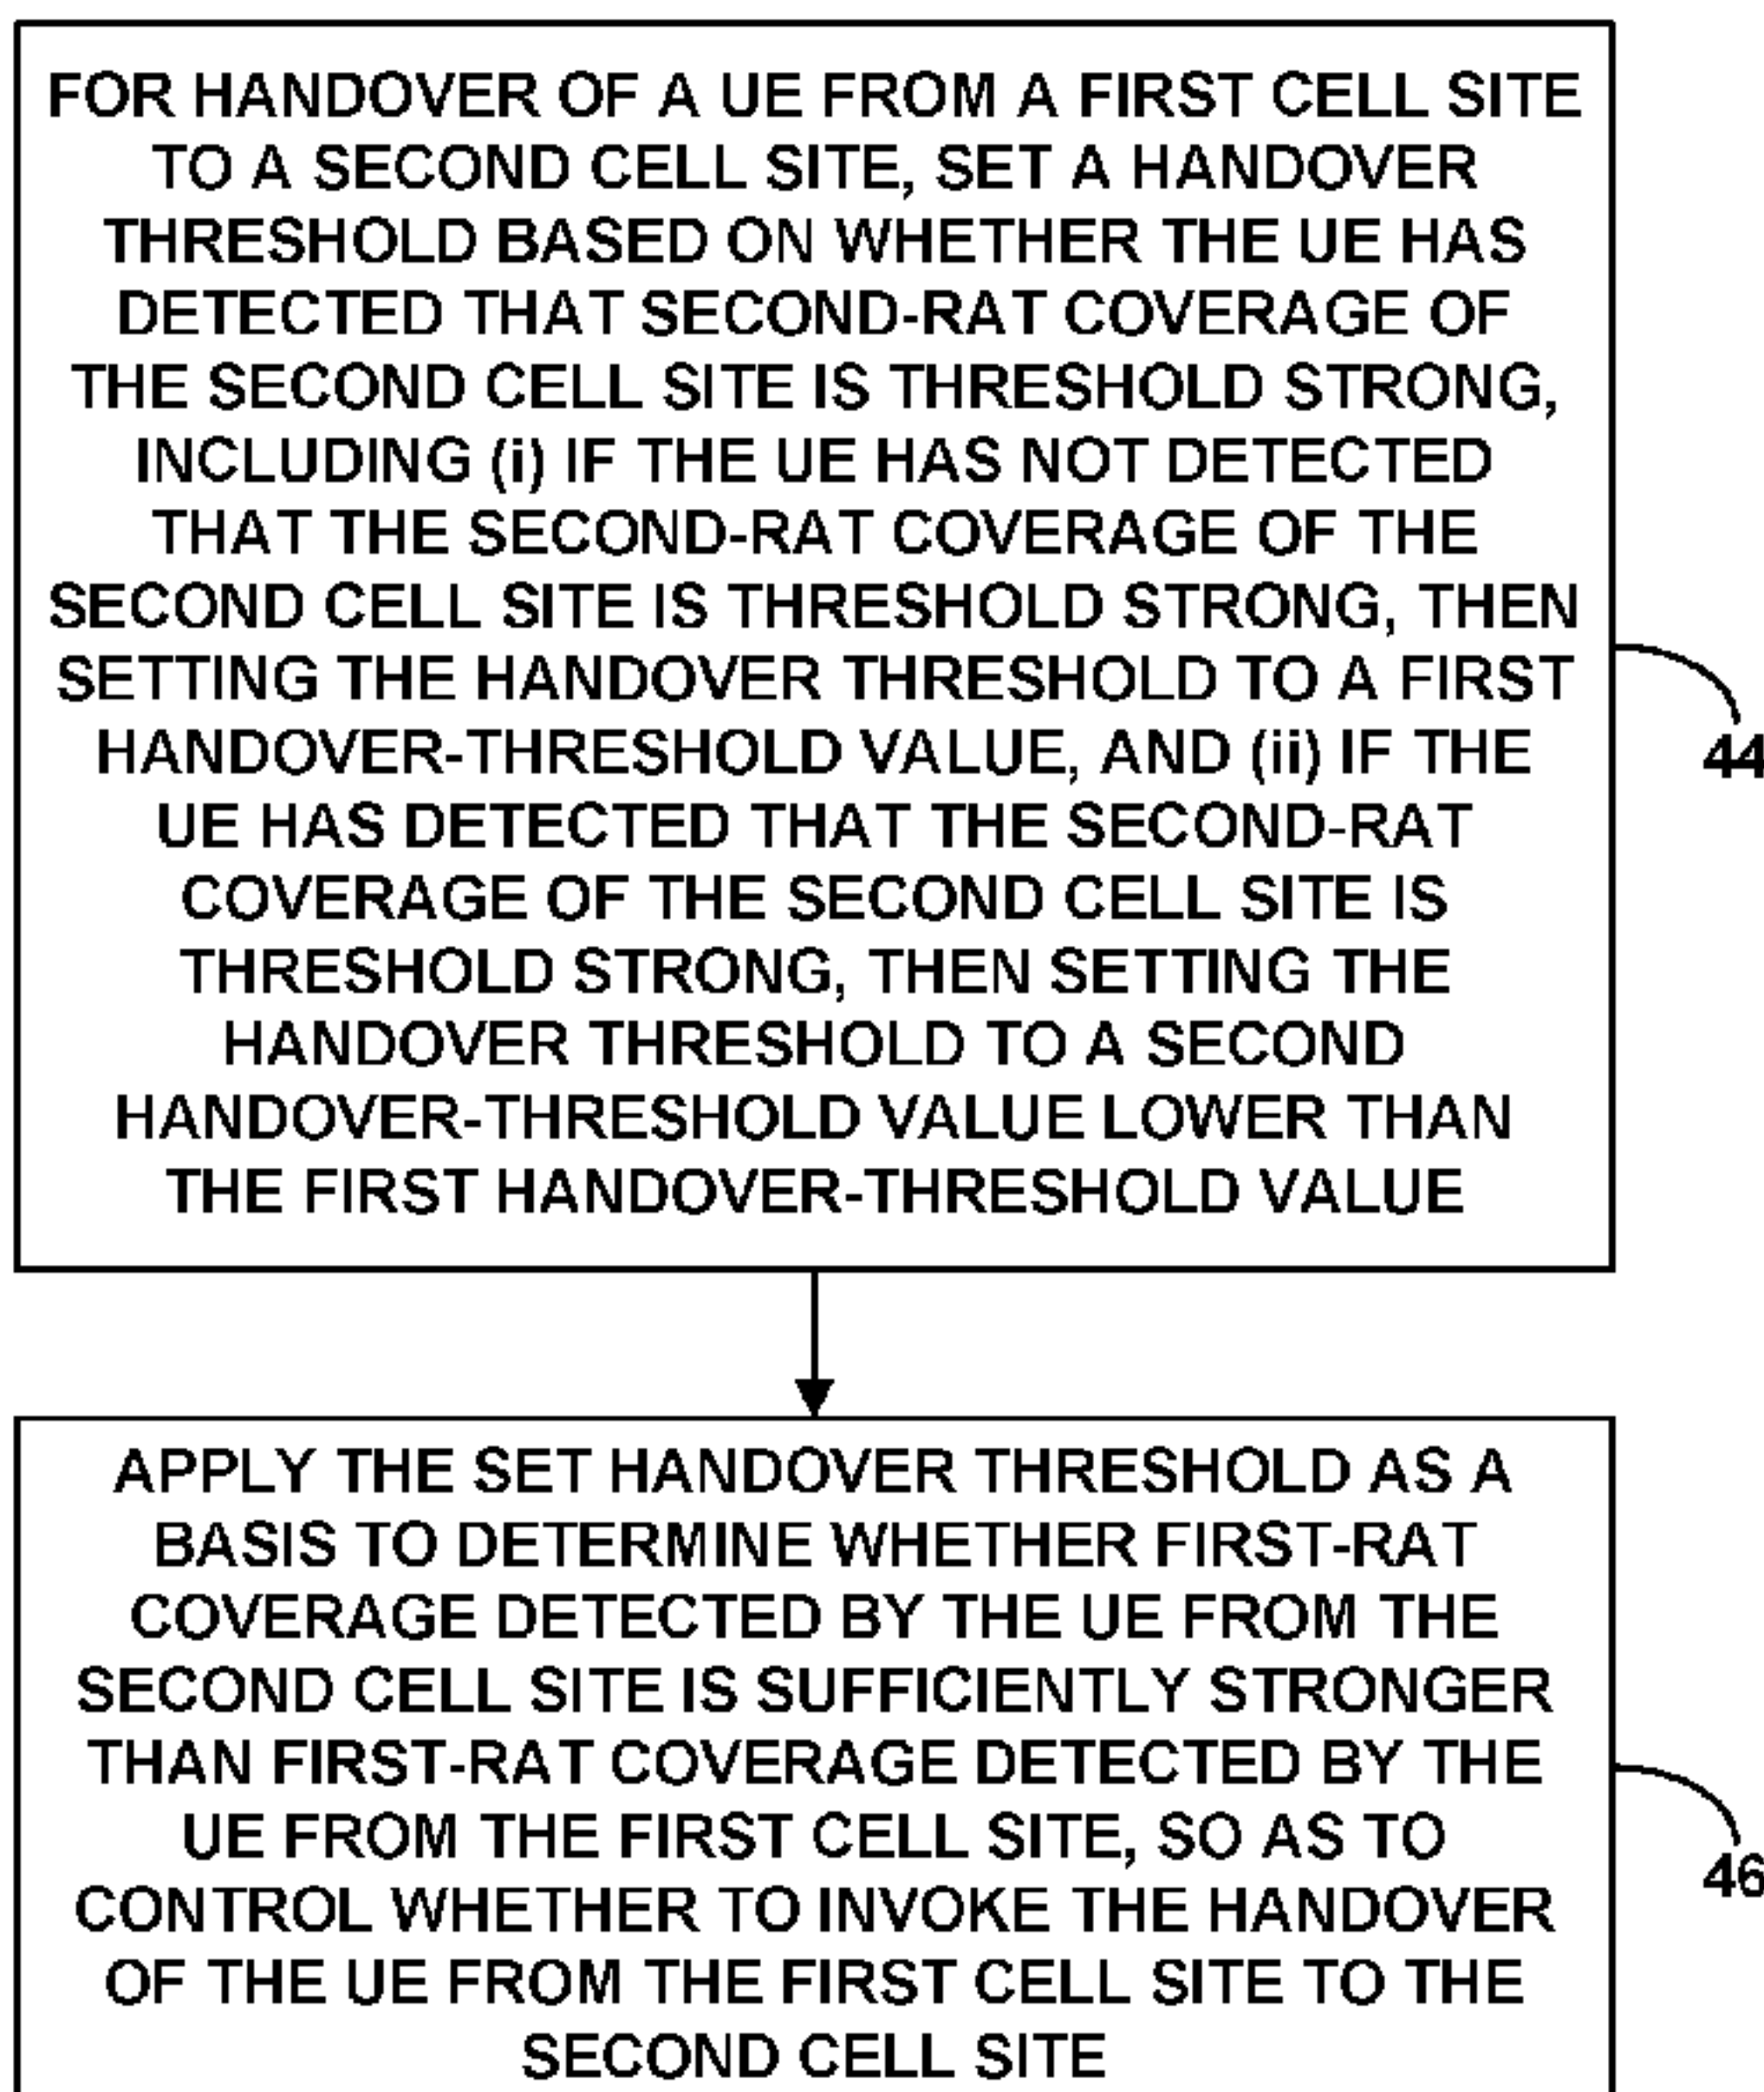 FOR HANDOVER OF A UE FROM A FIRST CELL SITE
TO A SECOND CELL SITE, SET A HANDOVER
THRESHOLD BASED ON WHETHER THE UE HAS
DETECTED THAT SECOND-RAT COVERAGE OF
THE SECOND CELL SITE IS THRESHOLD STRONG,
INCLUDING (i) IF THE UE HAS NOT DETECTED
THAT THE SECOND-RAT COVERAGE OF THE
SECOND CELL SITE IS THRESHOLD STRONG, THEN
SETTING THE HANDOVER THRESHOLD TO A FIRST
HANDOVER-THRESHOLD VALUE, AND (ii) IF THE
UE HAS DETECTED THAT THE SECOND-RAT
COVERAGE OF THE SECOND CELL SITE IS
THRESHOLD STRONG, THEN SETTING THE
HANDOVER THRESHOLD TO A SECOND
HANDOVER-THRESHOLD VALUE LOWER THAN
THE FIRST HANDOVER-THRESHOLD VALUE
44
APPLY THE SET HANDOVER THRESHOLD AS A
BASIS TO DETERMINE WHETHER FIRST-RAT
COVERAGE DETECTED BY THE UE FROM THE
SECOND CELL SITE IS SUFFICIENTLY STRONGER
THAN FIRST-RAT COVERAGE DETECTED BY THE
UE FROM THE FIRST CELL SITE, SO AS TO
CONTROL WHETHER TO INVOKE THE HANDOVER
OF THE UE FROM THE FIRST CELL SITE TO THE
SECOND CELL SITE
46